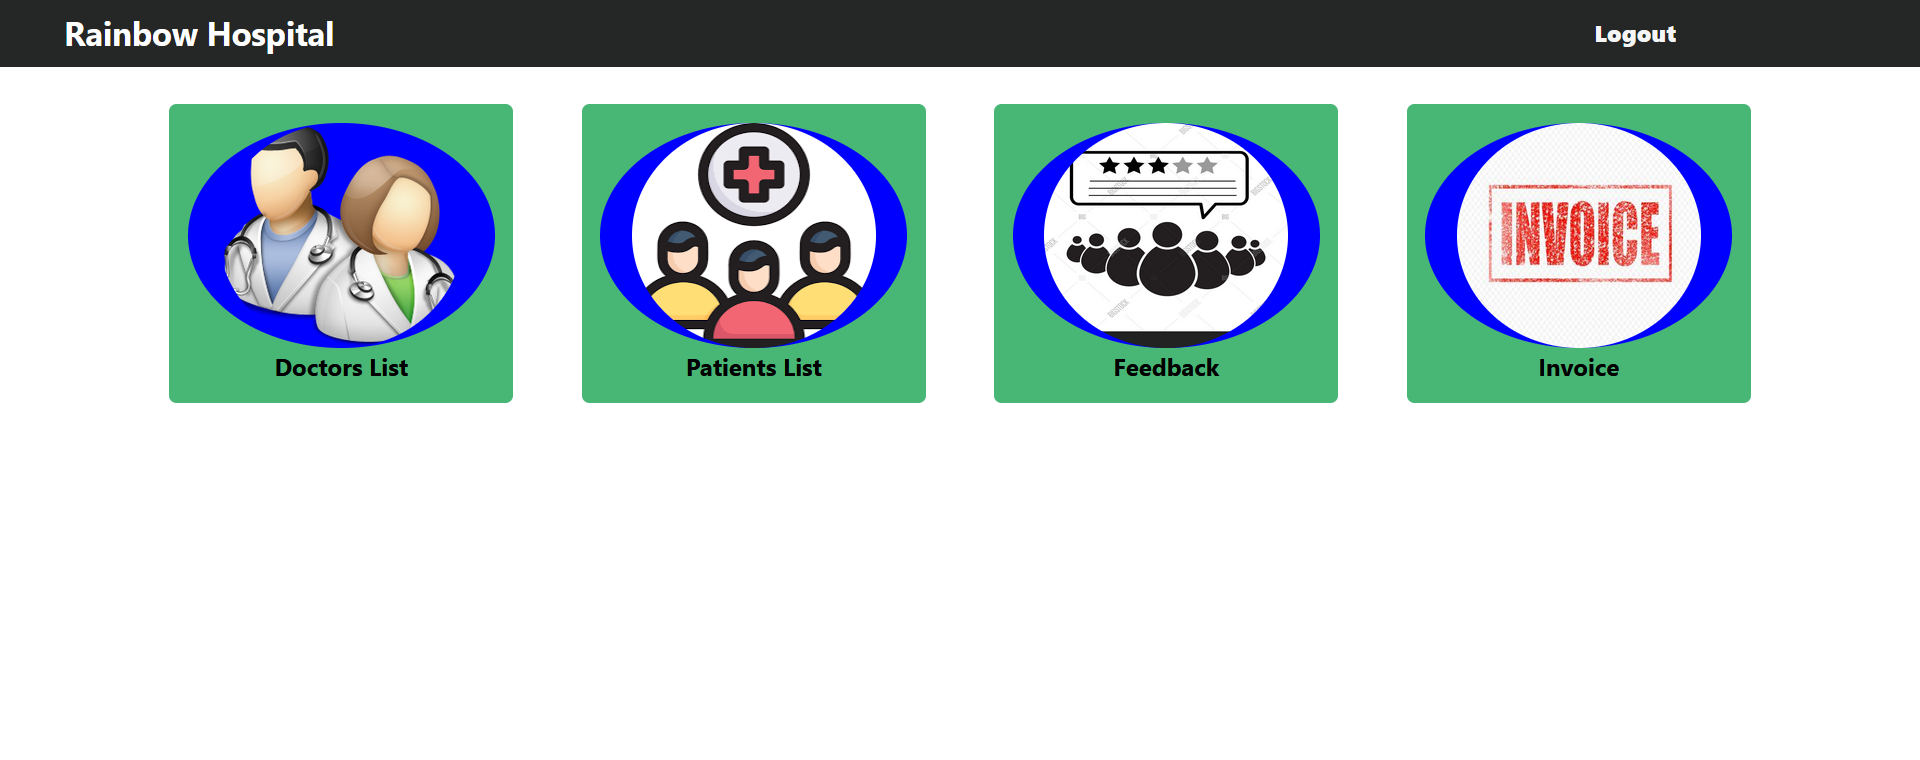 Rainbow Hospital
Logout
INVOICE
Doctors List
Patients List
Feedback
Invoice